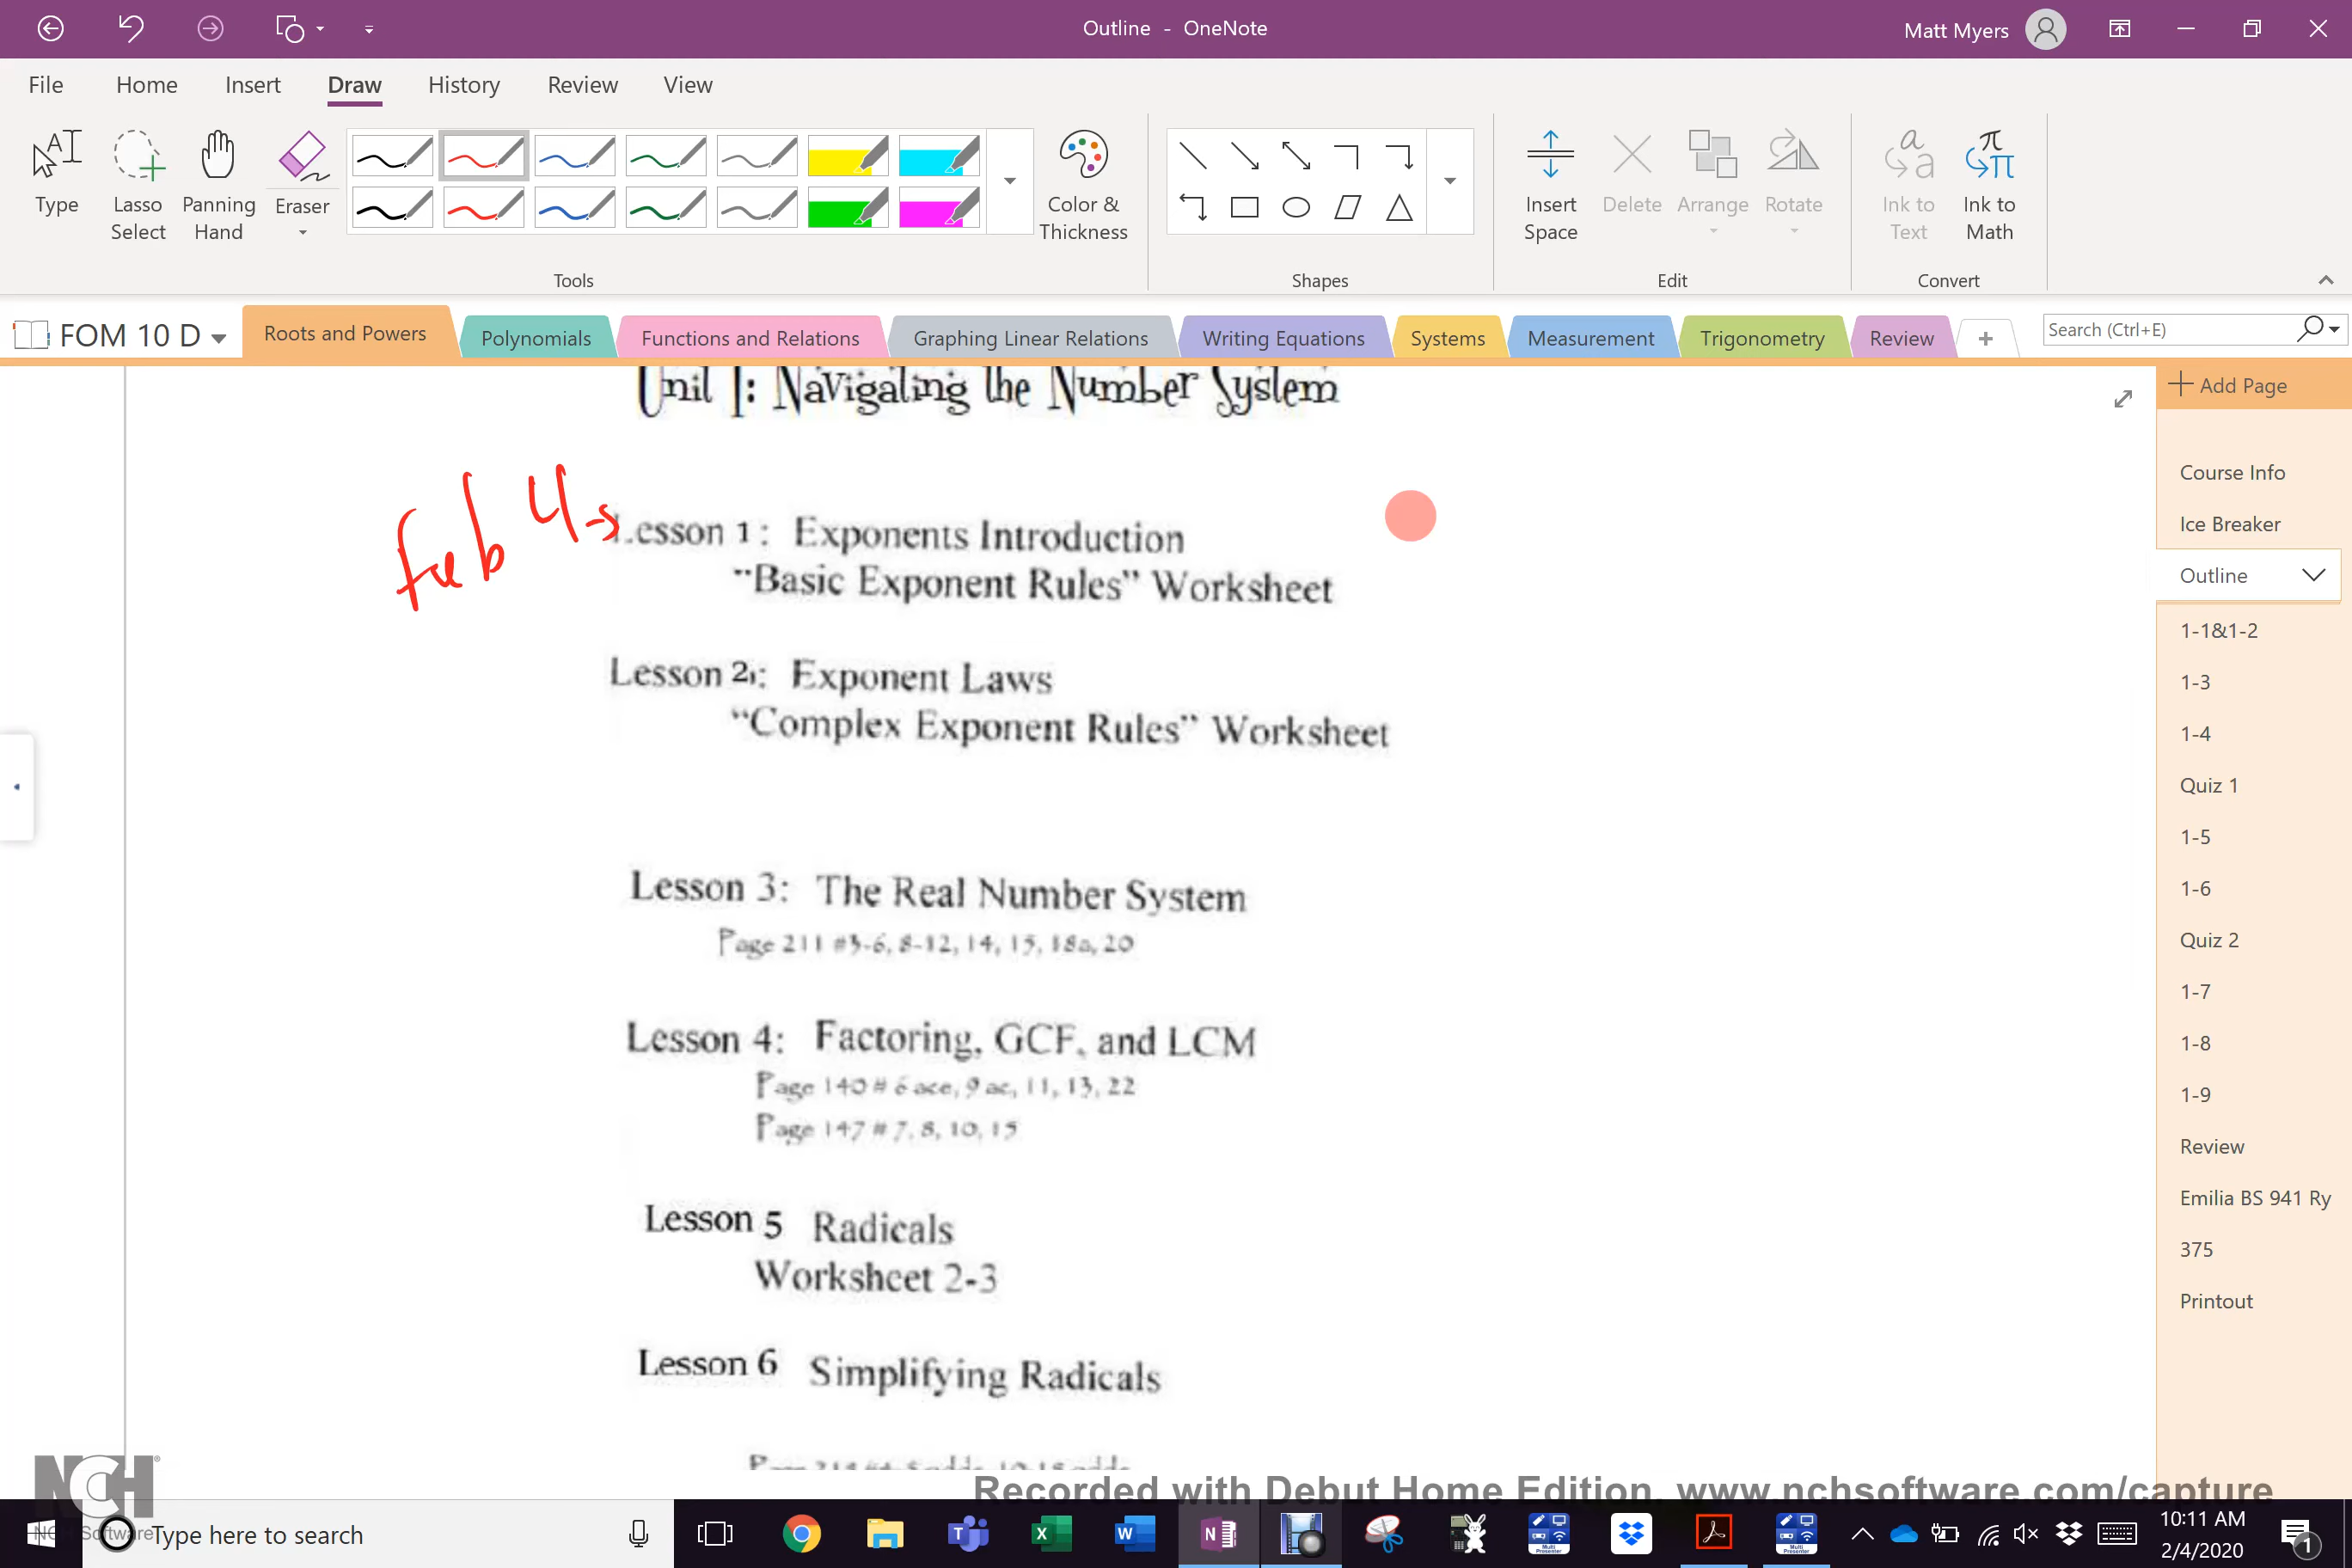 Outline - OneNote
Matt Myers
File Home Insert Draw History Review View
Type
Lasso Select
Panning Hand
Eraser
Color & Thickness
Insert Space
Delete
Arrange
Rotate
Ink to Text
Ink to Math
Tools
Shapes
Edit
Convert
FOM 10 D
Roots and Powers
Polynomials
Functions and Relations
Graphing Linear Relations
Writing Equations
Systems
Measurement
Trigonometry
Review
Search (Ctrl+E)
Unit 1: Navigating the Number System
Feb 4
Lesson 1: Exponents Introduction
"Basic Exponent Rules" Worksheet
Lesson 2: Exponent Laws
"Complex Exponent Rules" Worksheet
Lesson 3: The Real Number System
Page 211 #3-6, 8-12, 14, 15, 18a, 20
Lesson 4: Factoring, GCF, and LCM
Page 140 # 6 ace, 9 ac, 11, 13, 22
Page 147 # 7, 8, 10, 15
Lesson 5 Radicals
Worksheet 2-3
Lesson 6 Simplifying Radicals
Add Page
Course Info
Ice Breaker
Outline
1-1&1-2
1-3
1-4
Quiz 1
1-5
1-6
Quiz 2
1-7
1-8
1-9
Review
Emilia BS 941 Ry
375
Printout
NCH
NCH Software
Recorded with Debut Home Edition. www.nchsoftware.com/capture
Type here to search
10:11 AM
2/4/2020
1